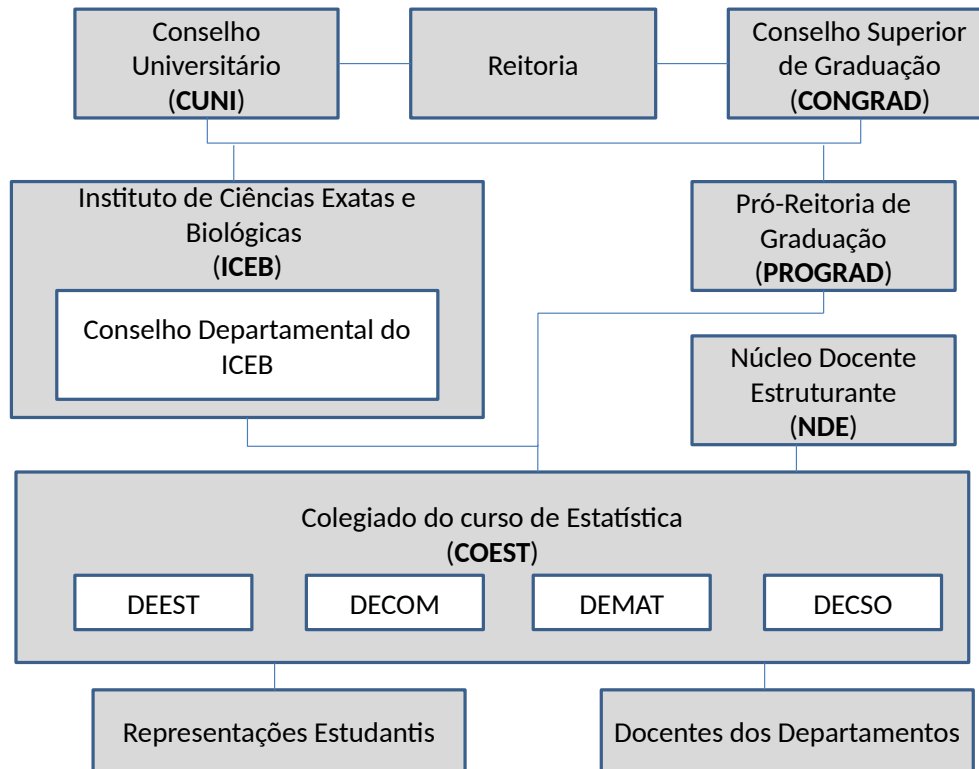 Conselho
Universitário
(CUNI)
Reitoria
Conselho Superior
de Graduação
(CONGRAD)
Instituto de Ciências Exatas e
Biológicas
(ICEB)
Conselho Departamental do
ICEB
Pró-Reitoria de
Graduação
(PROGRAD)
Núcleo Docente
Estruturante
(NDE)
Colegiado do curso de Estatística
(COEST)
DEEST
DECOM
DEMAT
DECSO
Representações Estudantis
Docentes dos Departamentos